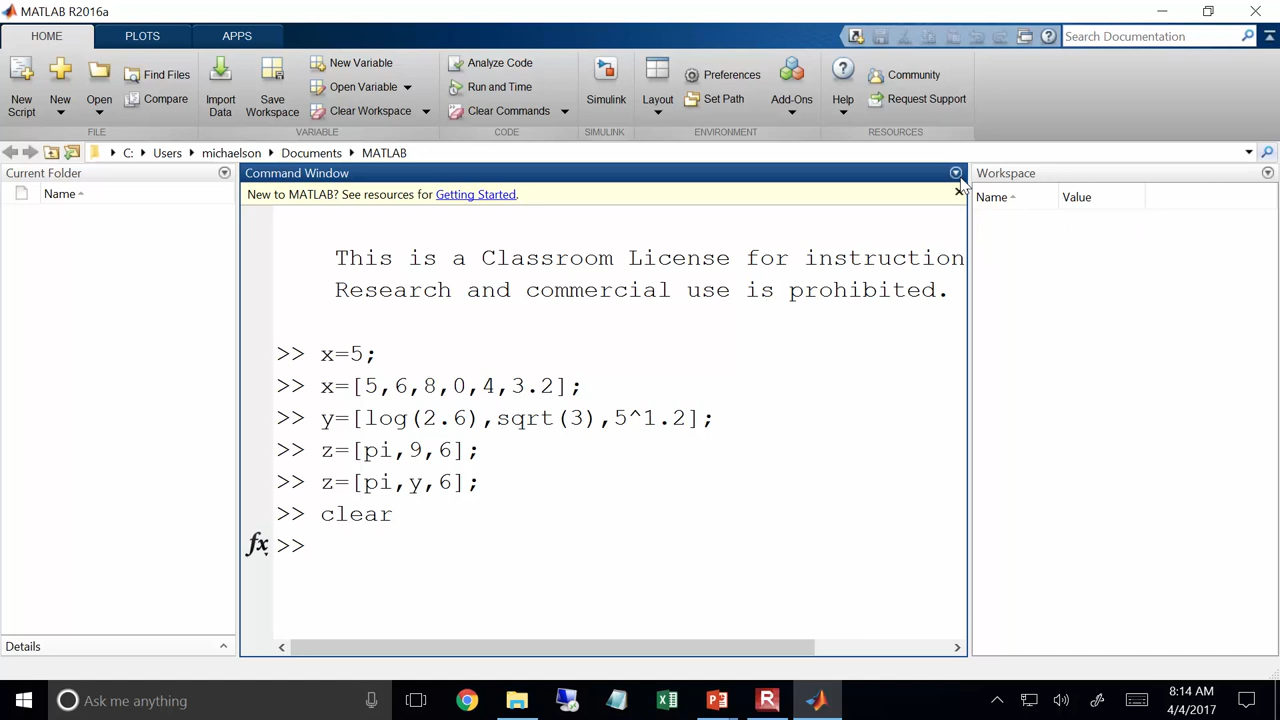 MATLAB R2016a
HOME
PLOTS
APPS
Search Documentation
New Script
New
Open
Find Files
Compare
FILE
Import Data
Save Workspace
New Variable
Open Variable
Clear Workspace
VARIABLE
Analyze Code
Run and Time
Clear Commands
CODE
Simulink
SIMULINK
Layout
Preferences
Set Path
Add-Ons
ENVIRONMENT
Help
Community
Request Support
RESOURCES
C: Users michaelson Documents MATLAB
Current Folder
Name
Details
Command Window
New to MATLAB? See resources for Getting Started.
This is a Classroom License for instruction
Research and commercial use is prohibited.
>> x=5;
>> x=[5,6,8,0,4,3.2];
>> y=[log(2.6),sqrt(3),5^1.2];
>> z=[pi,9,6];
>> z=[pi,y,6];
>> clear
fx >>
Workspace
Name Value
Ask me anything
8:14 AM
4/4/2017